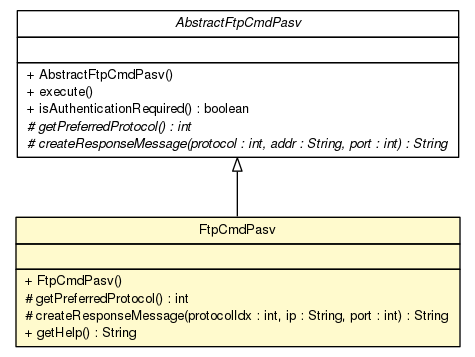 AbstractFtpCmdPasv
+ AbstractFtpCmdPasv()
+ execute()
+ isAuthenticationRequired() : boolean
# getPreferredProtocol() : int
# createResponseMessage(protocol : int, addr : String, port : int) : String
FtpCmdPasv
+ FtpCmdPasv()
# getPreferredProtocol() : int
# createResponseMessage(protocolIdx : int, ip : String, port : int) : String
+ getHelp() : String